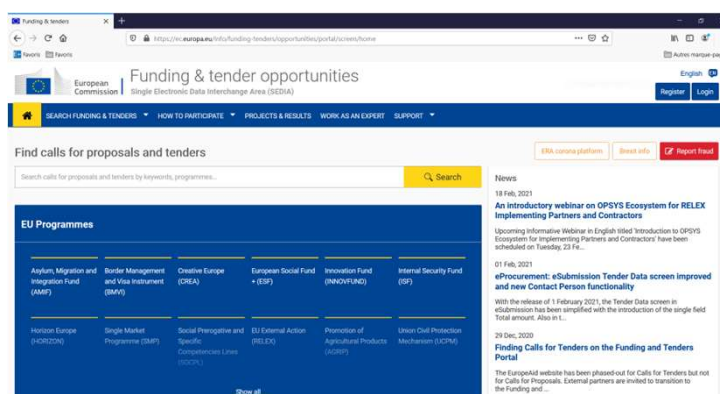 Funding & tenders
https://ec.europa.eu/info/funding-tenders/opportunities/portal/screen/home
Favoris Favoris
Autres marque-pag
European
Commission
Funding & tender opportunities
Single Electronic Data Interchange Area (SEDIA)
English
Register Login
SEARCH FUNDING & TENDERS HOW TO PARTICIPATE PROJECTS & RESULTS WORK AS AN EXPERT SUPPORT
Find calls for proposals and tenders
ERA corona platform Brexit info Report fraud
Search calls for proposals and tenders by keywords, programmes...
Search
EU Programmes
Asylum, Migration and
Integration Fund
(AMIF)
Border Management
and Visa Instrument
(BMVI)
Creative Europe
(CREA)
European Social Fund
+ (ESF)
Innovation Fund
(INNOVFUND)
Internal Security Fund
(ISF)
Horizon Europe
(HORIZON)
Single Market
Programme (SMP)
Social Prerogative and
Specific
Competencies Lines
(SOCPL)
EU External Action
(RELEX)
Promotion of
Agricultural Products
(AGRIP)
Union Civil Protection
Mechanism (UCPM)
Show all
News
18 Feb, 2021
An introductory webinar on OPSYS Ecosystem for RELEX
Implementing Partners and Contractors
Upcoming Informative Webinar in English titled 'Introduction to OPSYS
Ecosystem for Implementing Partners and Contractors' have been
scheduled on Tuesday, 23 Fe...
01 Feb, 2021
eProcurement: eSubmission Tender Data screen improved
and new Contact Person functionality
With the release of 1 February 2021, the Tender Data screen in
eSubmission has been simplified with the introduction of the single field
Total amount. Also in t...
29 Dec, 2020
Finding Calls for Tenders on the Funding and Tenders
Portal
The EuropeAid website has been phased-out for Calls for Tenders but not
for Calls for Proposals. External partners are invited to transition to
the Funding and ...